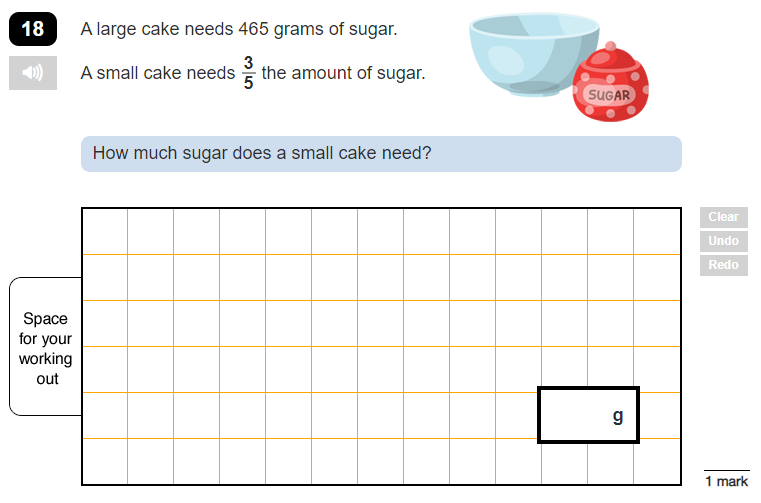 18
A large cake needs 465 grams of sugar.
A small cake needs 3/5 the amount of sugar.
SUGAR
How much sugar does a small cake need?
Clear
Undo
Redo
Space
for your
working
out
g
1 mark